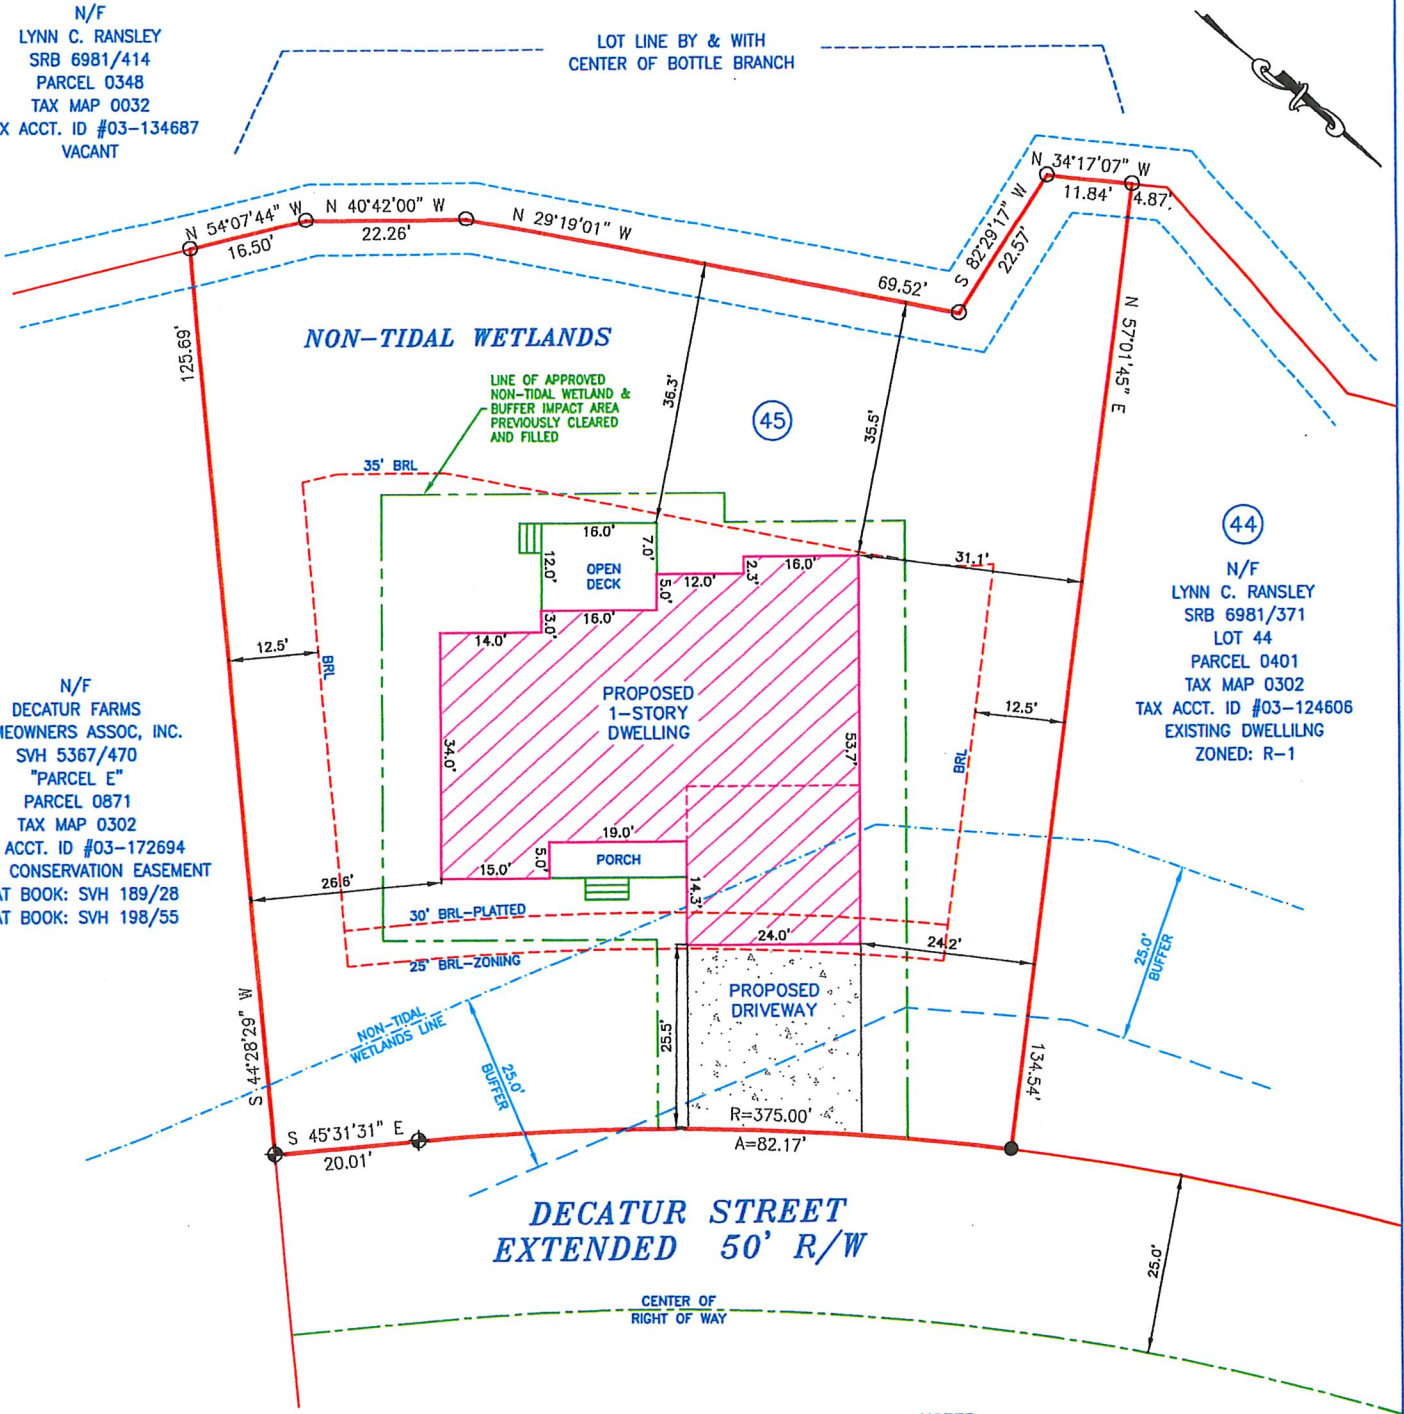 N/F
LYNN C. RANSLEY
SRB 6981/414
PARCEL 0348
TAX MAP 0032
X ACCT. ID #03-134687
VACANT
LOT LINE BY & WITH
CENTER OF BOTTLE BRANCH
N 54°07'44" W
16.50'
N 40°42'00" W
22.26'
N 29°19'01" W
69.52'
S 82°29'17" W
22.57'
N 34°17'07" W
11.84'
4.87'
N 57°01'45" E
134.54'
125.69'
S 44°28'29" W
NON-TIDAL WETLANDS
LINE OF APPROVED
NON-TIDAL WETLAND &
BUFFER IMPACT AREA
PREVIOUSLY CLEARED
AND FILLED
36.3'
45
35.5'
35' BRL
16.0'
12.0'
7.0'
OPEN
DECK
5.0'
12.0'
2.3'
16.0'
31.1'
3.0'
16.0'
14.0'
44
N/F
LYNN C. RANSLEY
SRB 6981/371
LOT 44
PARCEL 0401
TAX MAP 0302
TAX ACCT. ID #03-124606
EXISTING DWELLILNG
ZONED: R-1
12.5'
BRL
PROPOSED
1-STORY
DWELLING
34.0'
53.7'
12.5'
BRL
N/F
DECATUR FARMS
MEOWNERS ASSOC, INC.
SVH 5367/470
"PARCEL E"
PARCEL 0871
TAX MAP 0302
ACCT. ID #03-172694
CONSERVATION EASEMENT
AT BOOK: SVH 189/28
AT BOOK: SVH 198/55
19.0'
PORCH
5.0'
15.0'
14.3'
26.6'
30' BRL-PLATTED
24.0'
24.2'
25' BRL-ZONING
25.0'
BUFFER
PROPOSED
DRIVEWAY
NON-TIDAL
WETLANDS LINE
25.5'
25.0'
BUFFER
R=375.00'
A=82.17'
S 45°31'31" E
20.01'
DECATUR STREET
EXTENDED 50' R/W
25.0'
CENTER OF
RIGHT OF WAY